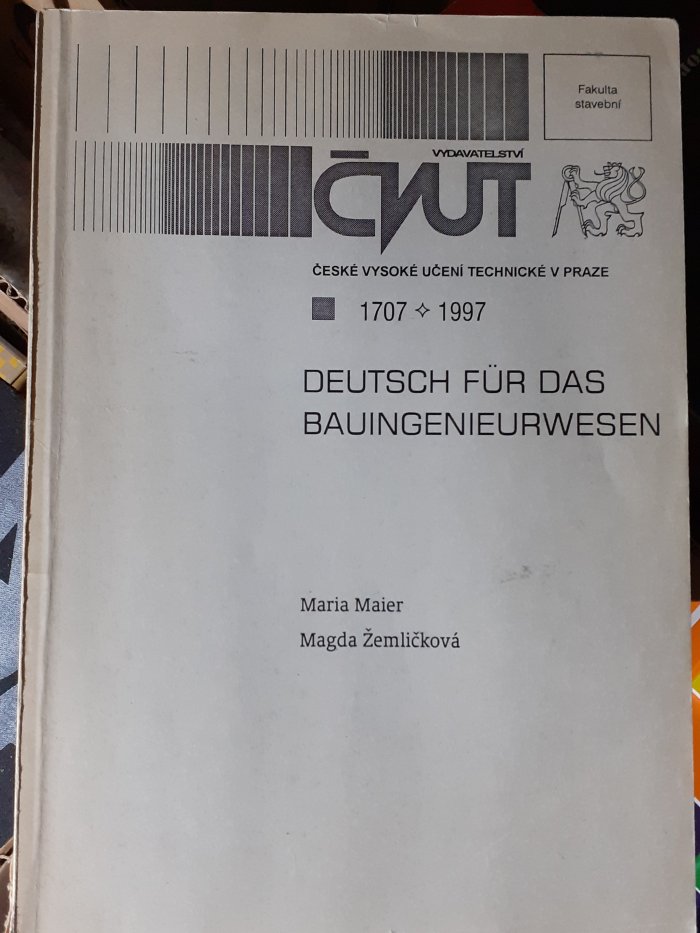 Fakulta
stavební
VYDAVATELSTVÍ
ČVUT
ČESKÉ VYSOKÉ UČENÍ TECHNICKÉ V PRAZE
1707 ✧ 1997
DEUTSCH FÜR DAS
BAUINGENIEURWESEN
Maria Maier
Magda Žemličková